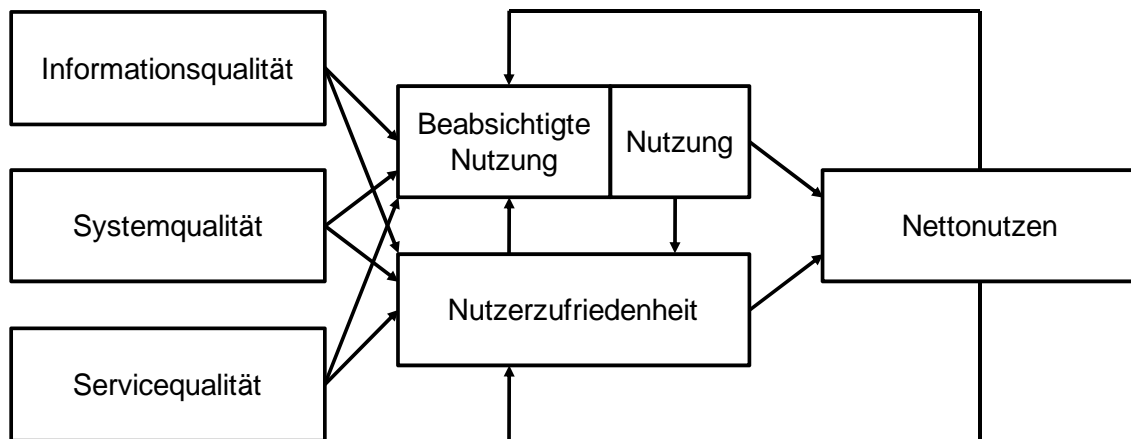 Informationsqualität
Beabsichtigte
Nutzung
Nutzung
Systemqualität
Nettonutzen
Nutzerzufriedenheit
Servicequalität